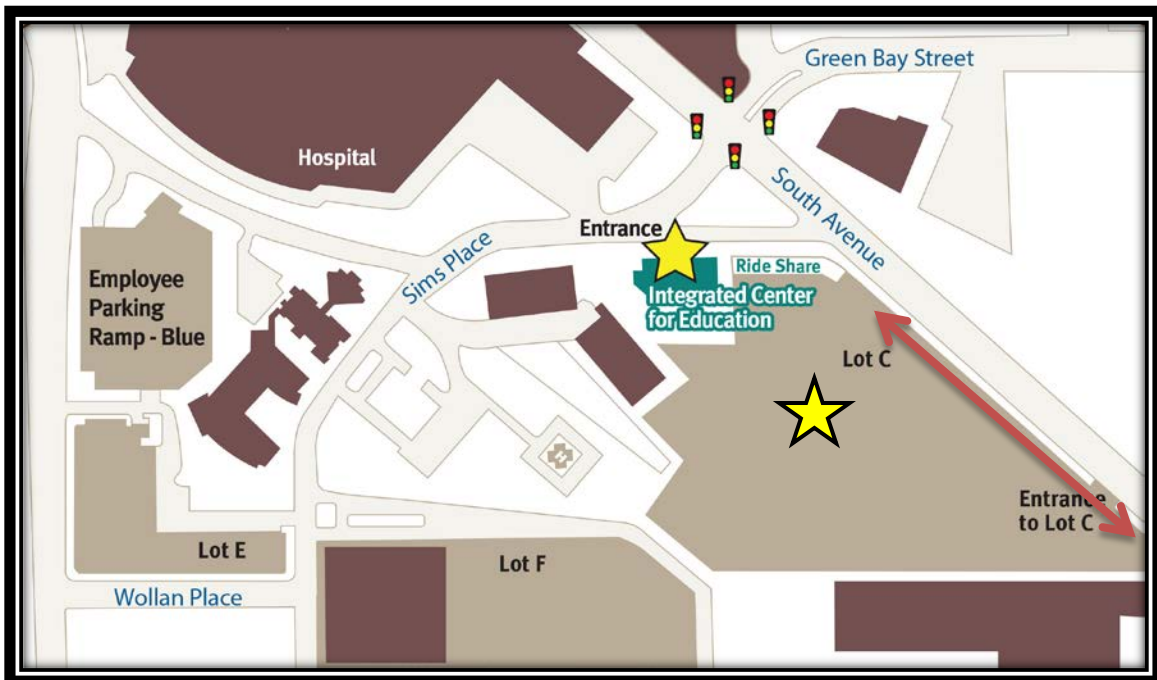 Green Bay Street
Hospital
South Avenue
Entrance
Sims Place
Ride Share
Employee
Parking
Ramp - Blue
Integrated Center
for Education
Lot C
H
Entrance
to Lot C
Lot E
Lot F
Wollan Place